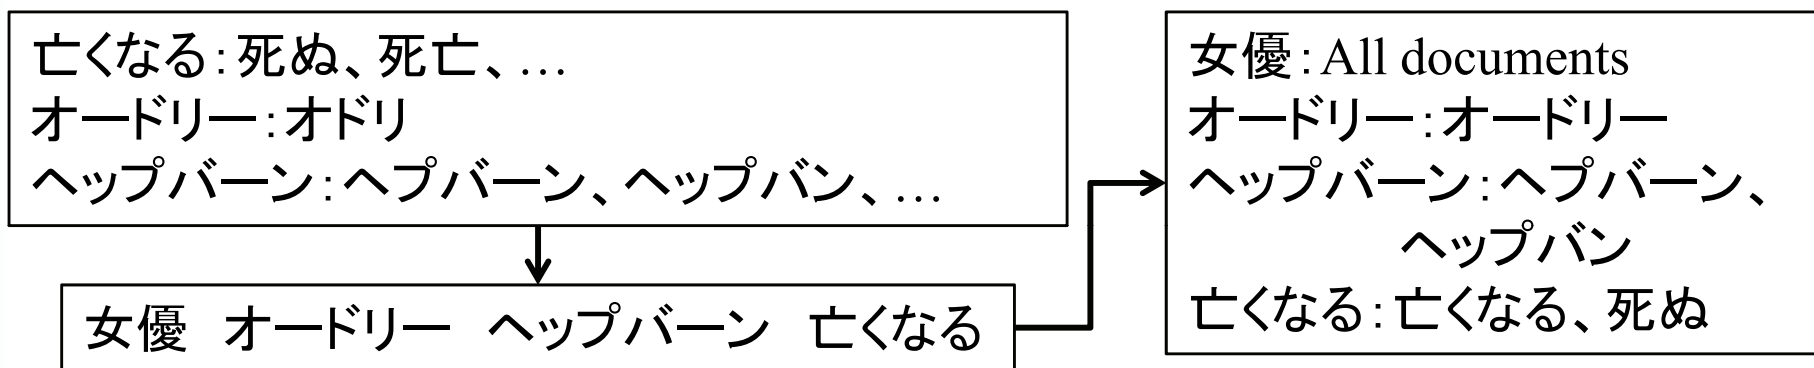 亡くなる:死ぬ、死亡、…
オードリー:オドリ
ヘップバーン:ヘプバーン、ヘップバン、…
女優 オードリー ヘップバーン 亡くなる
女優:All documents
オードリー:オードリー
ヘップバーン:ヘプバーン、
ヘップバン
亡くなる:亡くなる、死ぬ